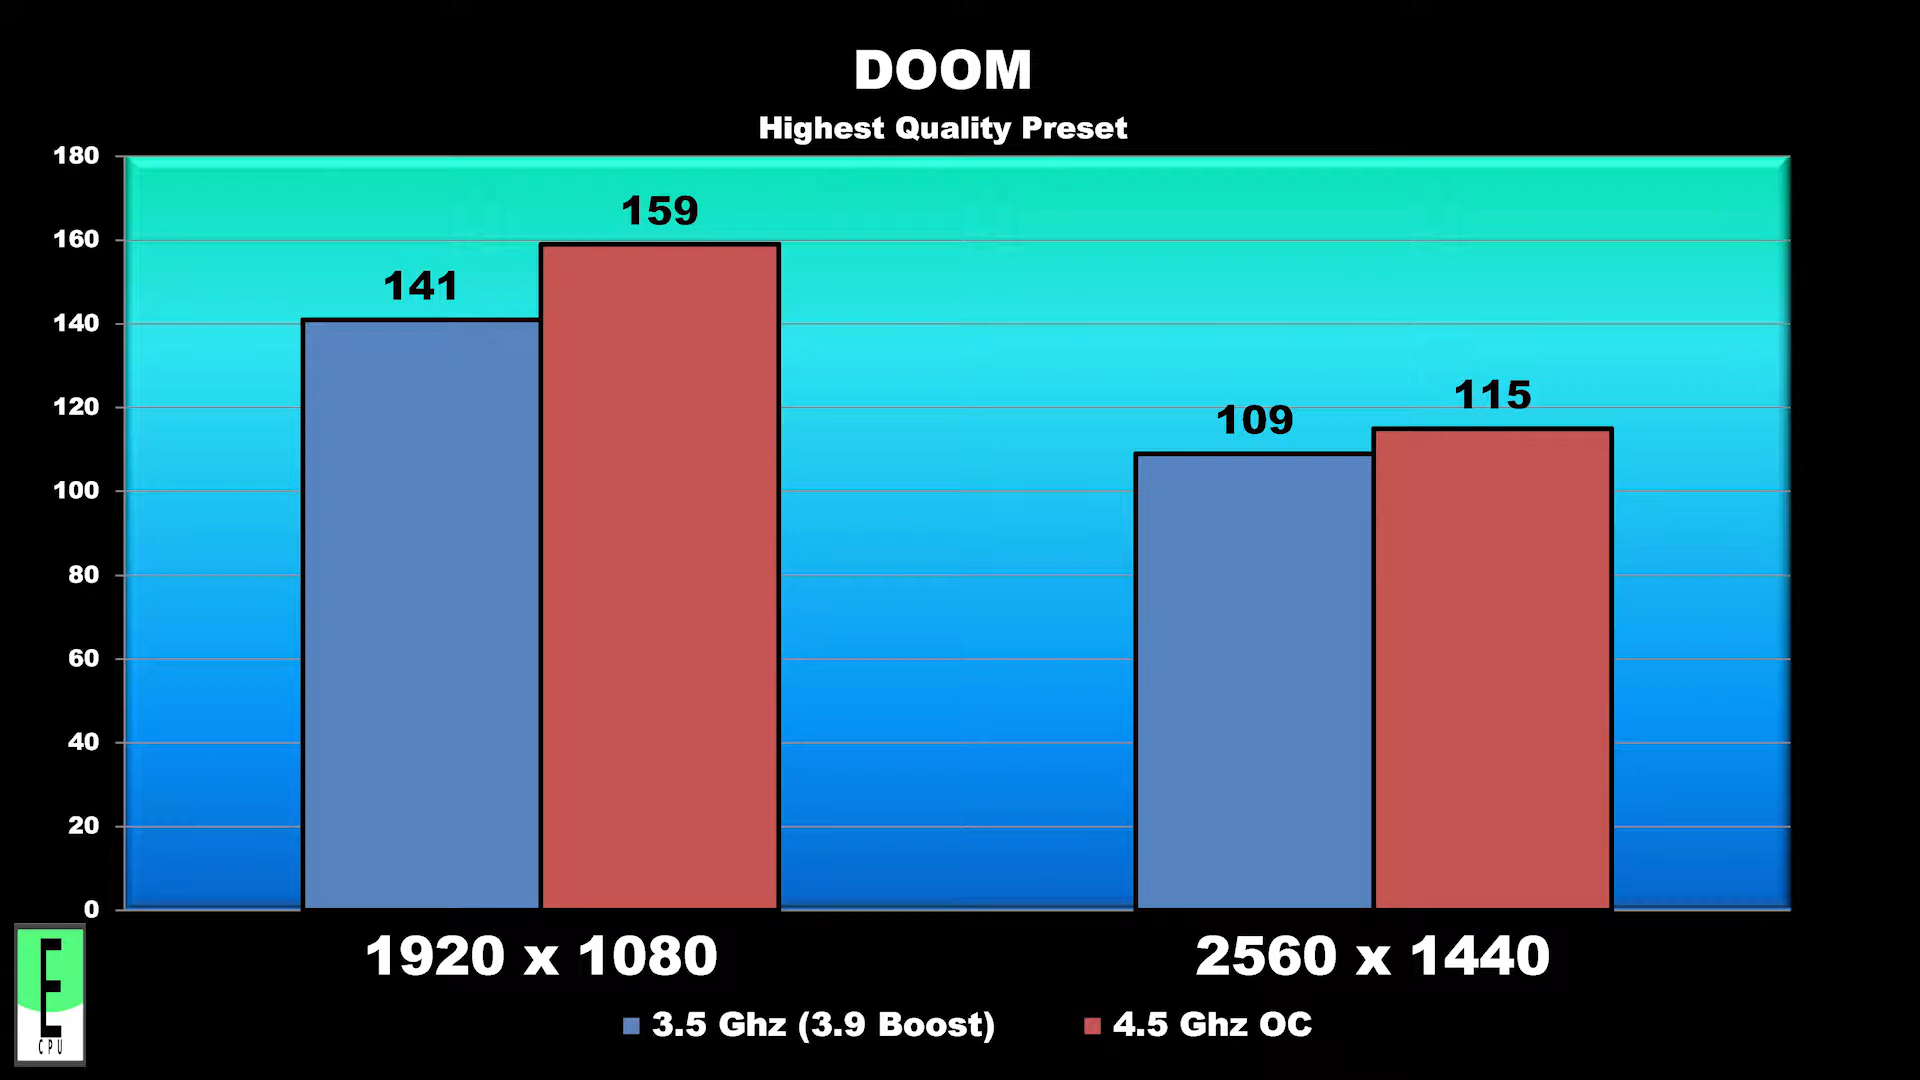 DOOM
Highest Quality Preset
180
160
140
120
100
80
60
40
20
0
141
159
109
115
1920 x 1080
2560 x 1440
3.5 Ghz (3.9 Boost)
4.5 Ghz OC
E
CPU